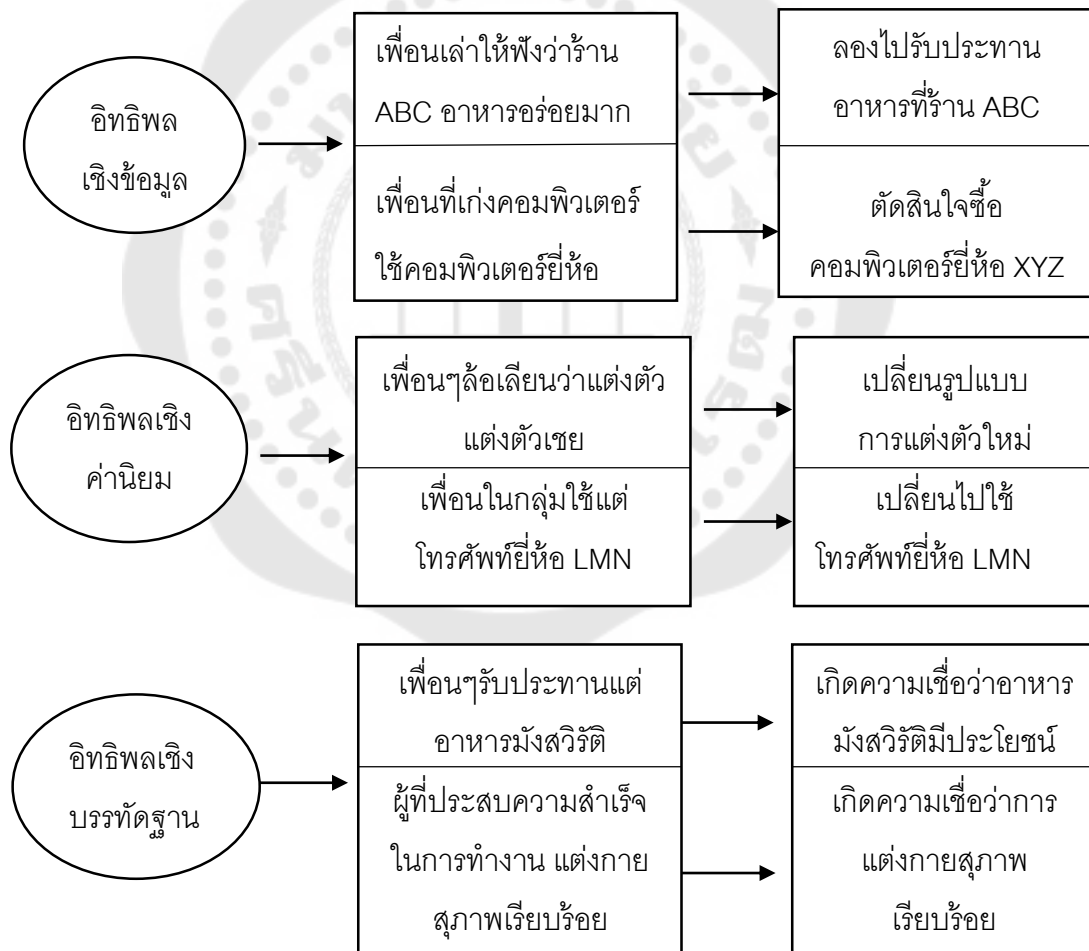 อิทธิพล
เชิงข้อมูล
เพื่อนเล่าให้ฟังว่าร้าน
ABC อาหารอร่อยมาก
ลองไปรับประทาน
อาหารที่ร้าน ABC
เพื่อนที่เก่งคอมพิวเตอร์
ใช้คอมพิวเตอร์ยี่ห้อ
ตัดสินใจซื้อ
คอมพิวเตอร์ยี่ห้อ XYZ
อิทธิพลเชิง
ค่านิยม
เพื่อนๆล้อเลียนว่าแต่งตัว
แต่งตัวเชย
เปลี่ยนรูปแบบ
การแต่งตัวใหม่
เพื่อนในกลุ่มใช้แต่
โทรศัพท์ยี่ห้อ LMN
เปลี่ยนไปใช้
โทรศัพท์ยี่ห้อ LMN
อิทธิพลเชิง
บรรทัดฐาน
เพื่อนๆรับประทานแต่
อาหารมังสวิรัติ
เกิดความเชื่อว่าอาหาร
มังสวิรัติมีประโยชน์
ผู้ที่ประสบความสำเร็จ
ในการทำงาน แต่งกาย
สุภาพเรียบร้อย
เกิดความเชื่อว่าการ
แต่งกายสุภาพ
เรียบร้อย